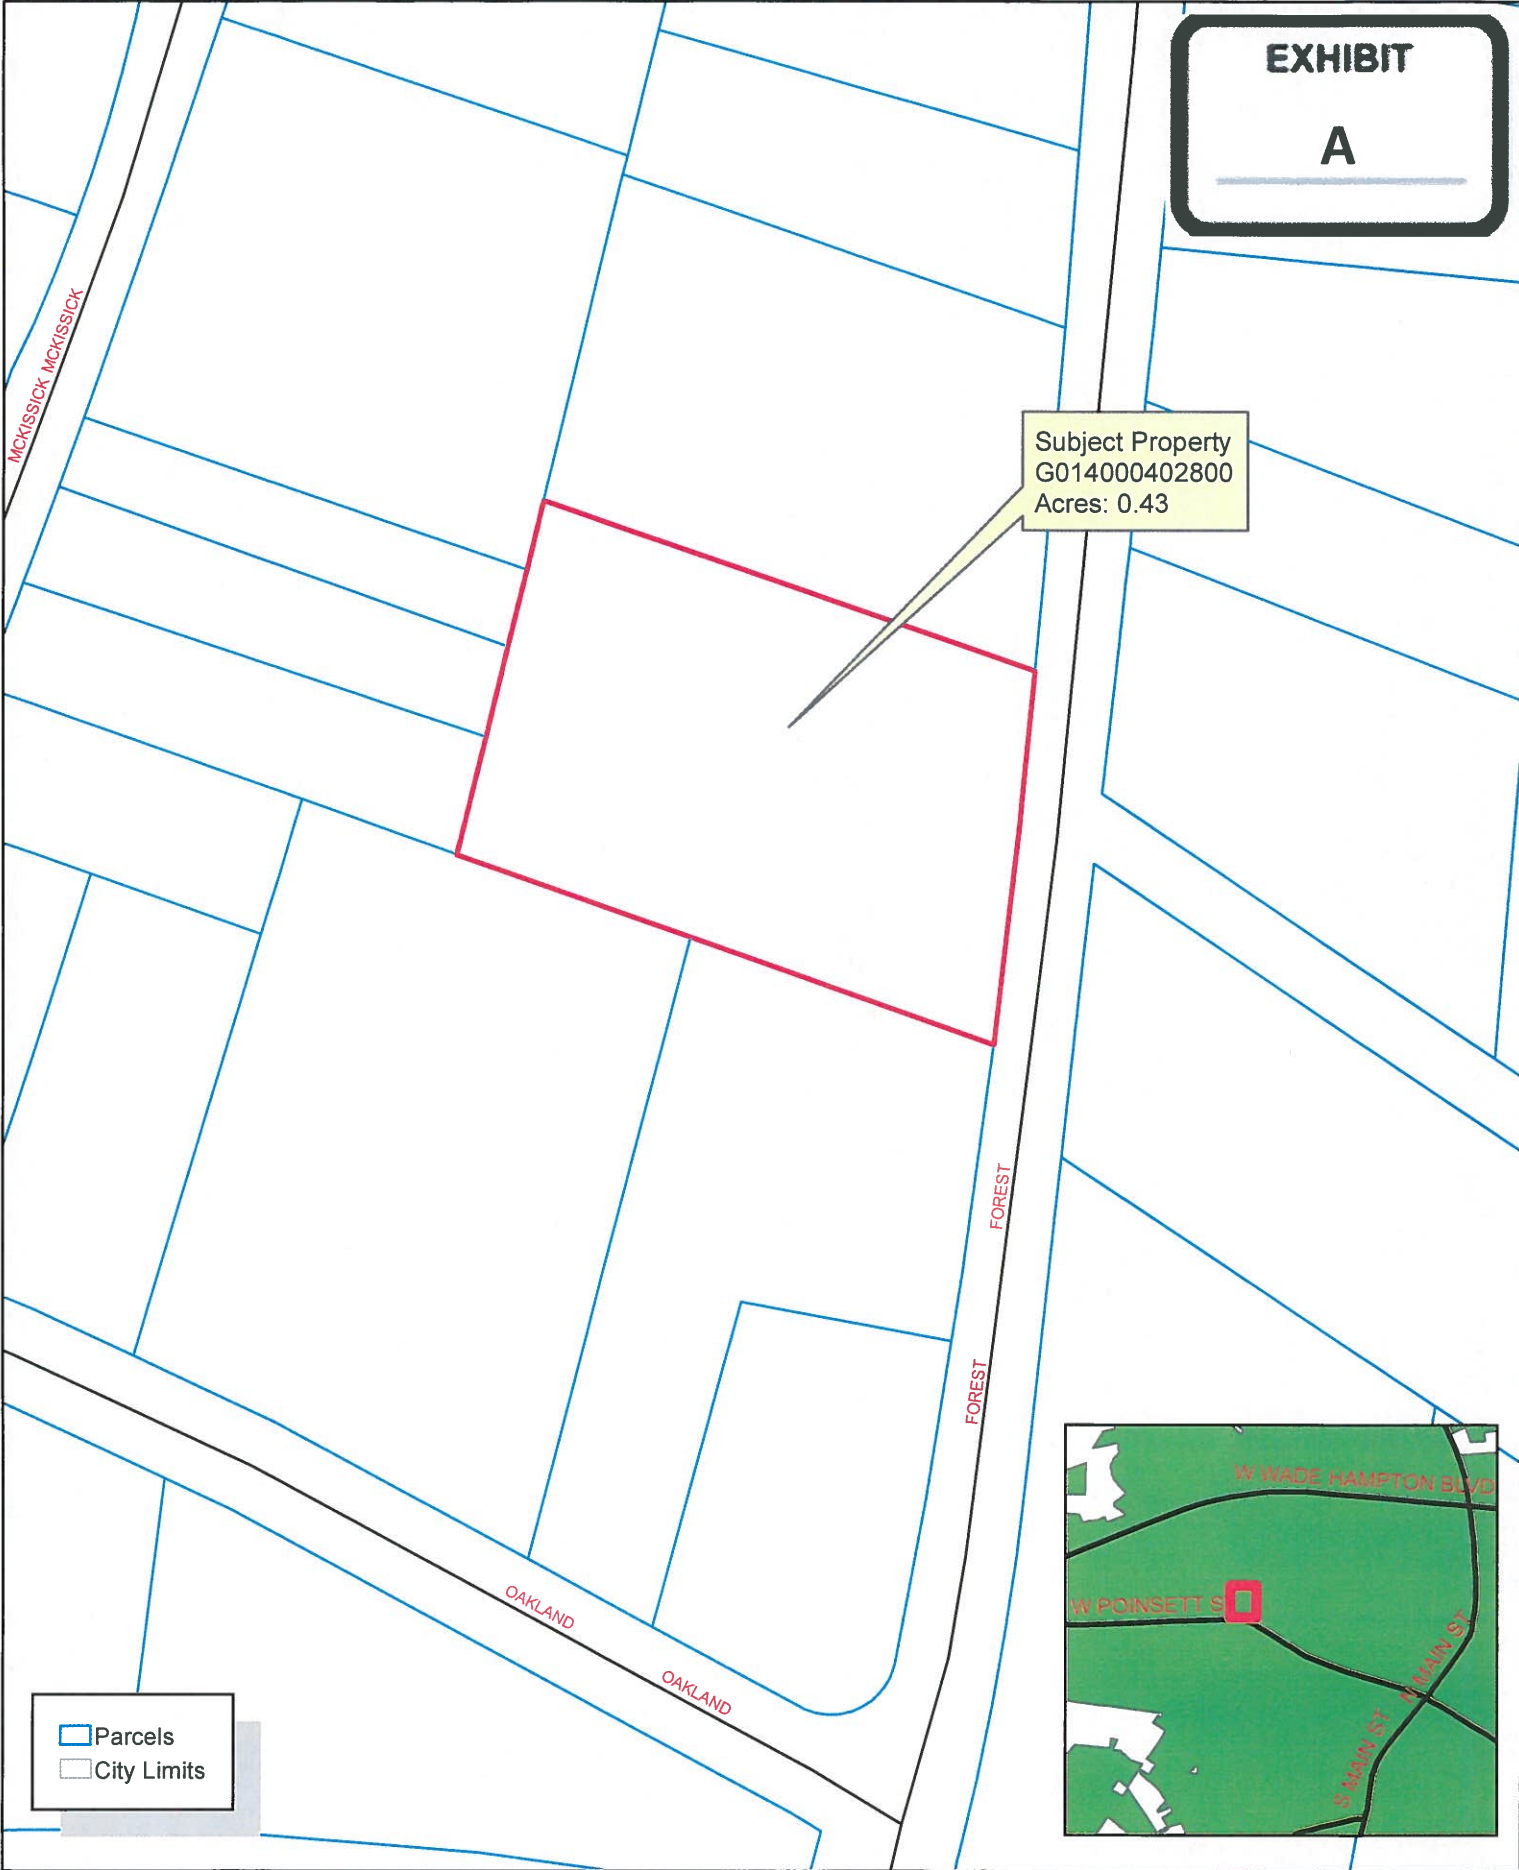 EXHIBIT
A
MCKISSICK MCKISSICK
Subject Property
G014000402800
Acres: 0.43
FOREST
FOREST
OAKLAND
OAKLAND
W WADE HAMPTON BLVD
W POINSETT S
N MAIN ST
S MAIN ST
Parcels
City Limits